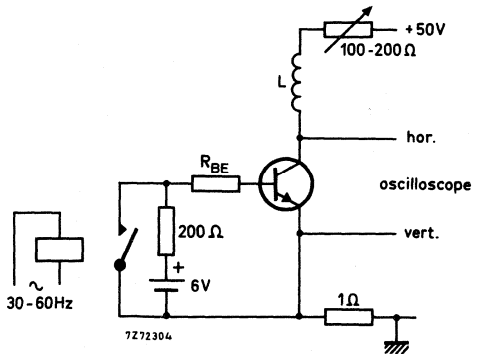 +50V
100-200Ω
L
hor.
R_BE
oscilloscope
200Ω
vert.
+
6V
~
30-60Hz
1Ω
7Z72304